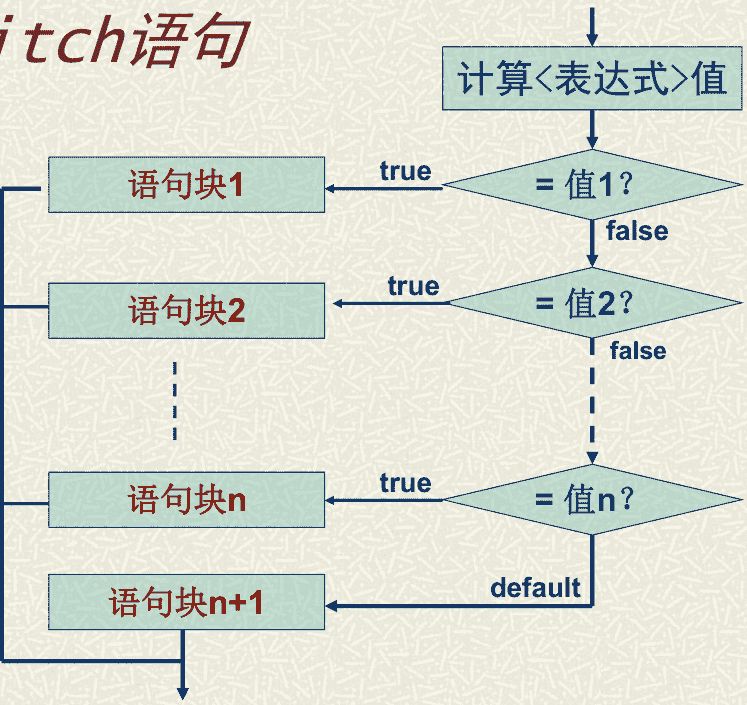 itch语句
计算<表达式>值
语句块1
true
= 值1?
false
语句块2
true
= 值2?
false
语句块n
true
= 值n?
语句块n+1
default